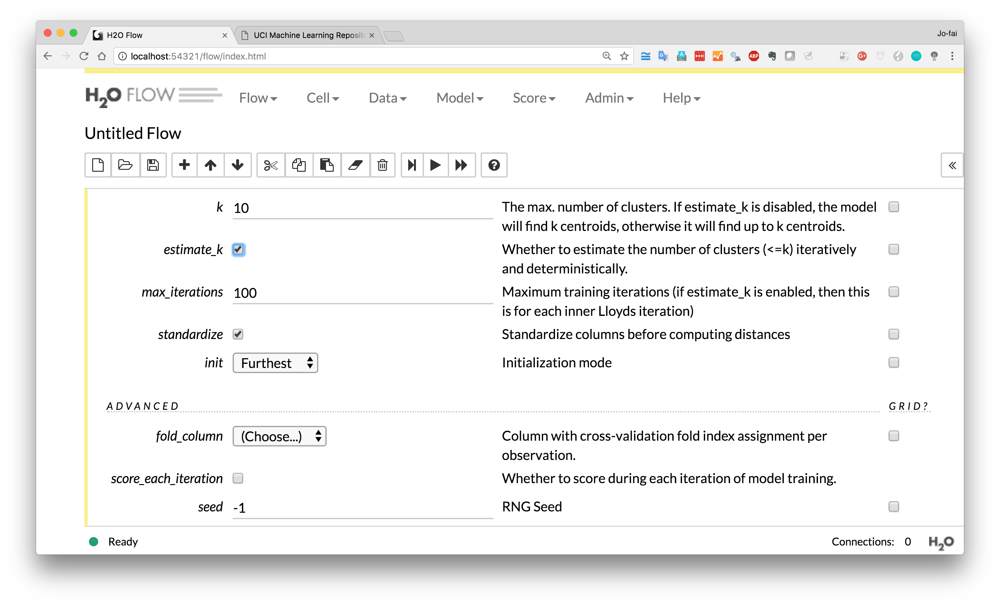 H2O Flow
UCI Machine Learning Reposito
Jo-fai
localhost:54321/flow/index.html
H2O FLOW
Flow
Cell
Data
Model
Score
Admin
Help
Untitled Flow
k
10
The max. number of clusters. If estimate_k is disabled, the model
will find k centroids, otherwise it will find up to k centroids.
estimate_k
Whether to estimate the number of clusters (<=k) iteratively
and deterministically.
max_iterations
100
Maximum training iterations (if estimate_k is enabled, then this
is for each inner Lloyds iteration)
standardize
Standardize columns before computing distances
init
Furthest
Initialization mode
ADVANCED
GRID?
fold_column
(Choose...)
Column with cross-validation fold index assignment per
observation.
score_each_iteration
Whether to score during each iteration of model training.
seed
-1
RNG Seed
Ready
Connections: 0
H2O